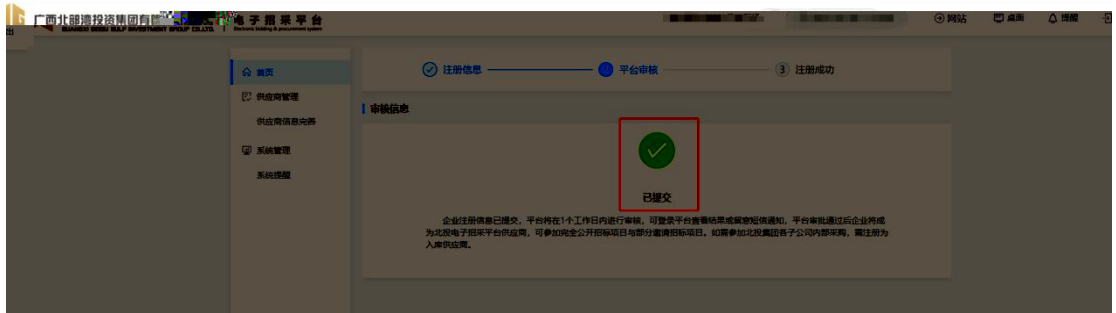 广西北部湾投资集团有
电子招采平台
网站
桌面
提醒
出
首页
供应商管理
供应商信息完善
系统管理
系统提醒
注册信息
平台审核
3 注册成功
审核信息
已提交
企业注册信息已提交，平台将在1个工作日内进行审核，可登录平台查看结果或留意短信通知，平台审批通过后企业将成
为北投电子招采平台供应商，可参加完全公开招标项目与部分邀请招标项目。如需参加北投集团各子公司内部采购，需注册为
入库供应商。